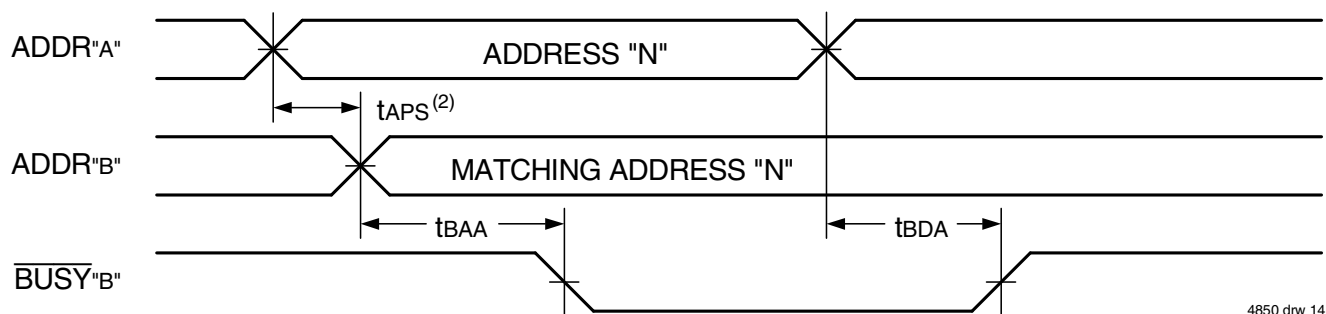 ADDR"A"
ADDRESS "N"
tAPS(2)
ADDR"B"
MATCHING ADDRESS "N"
tBAA
tBDA
BUSY"B"
4850 drw 14